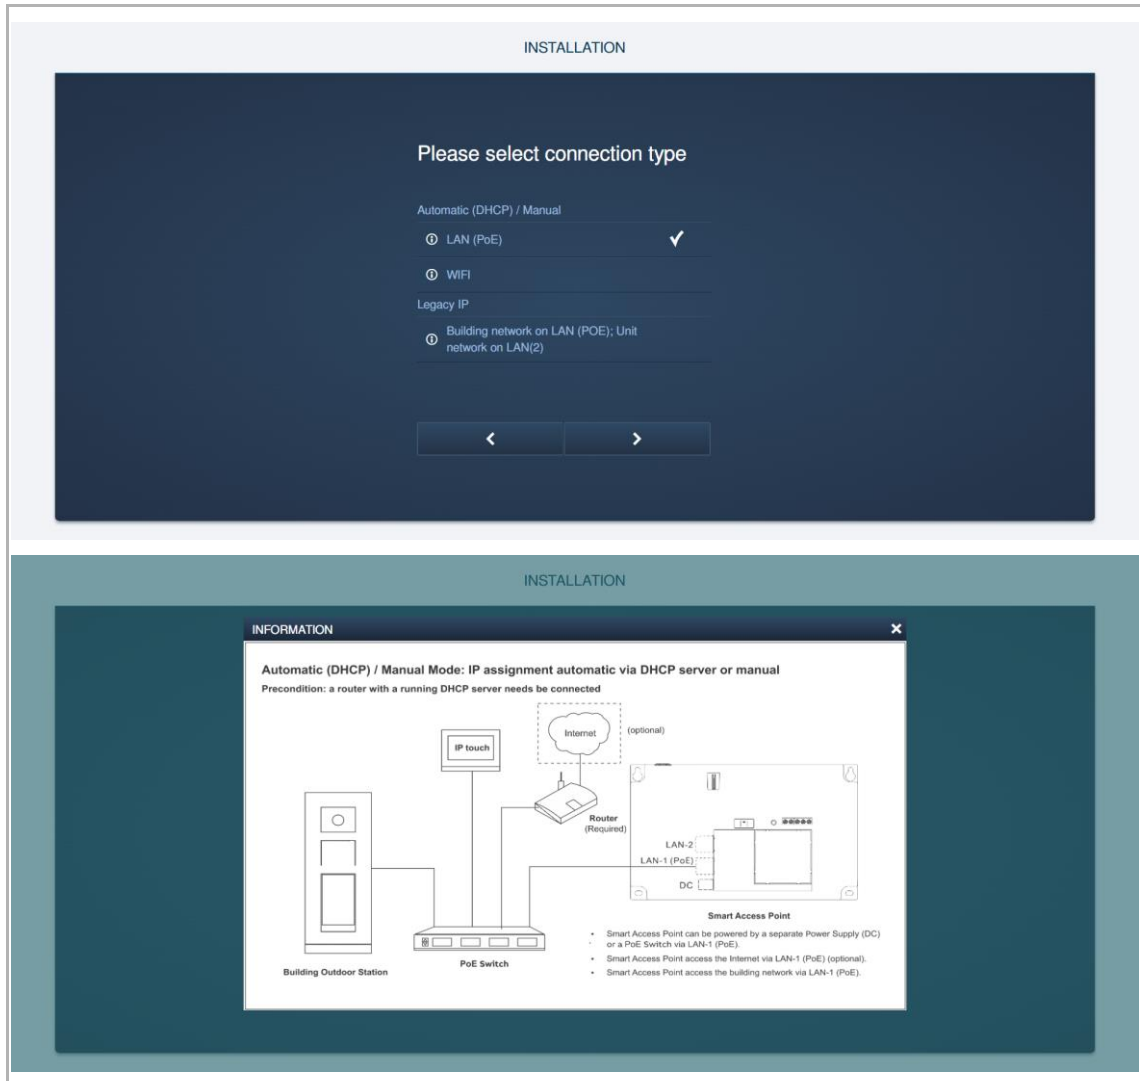 INSTALLATION
Please select connection type
Automatic (DHCP) / Manual
LAN (PoE)
WIFI
Legacy IP
Building network on LAN (POE); Unit
network on LAN(2)
INSTALLATION
INFORMATION
Automatic (DHCP) / Manual Mode: IP assignment automatic via DHCP server or manual
Precondition: a router with a running DHCP server needs be connected
Internet
(optional)
IP touch
Router
(Required)
LAN-2
LAN-1 (PoE)
DC
Smart Access Point
Building Outdoor Station
PoE Switch
• Smart Access Point can be powered by a separate Power Supply (DC)
or a PoE Switch via LAN-1 (PoE).
• Smart Access Point access the Internet via LAN-1 (PoE) (optional).
• Smart Access Point access the building network via LAN-1 (PoE).